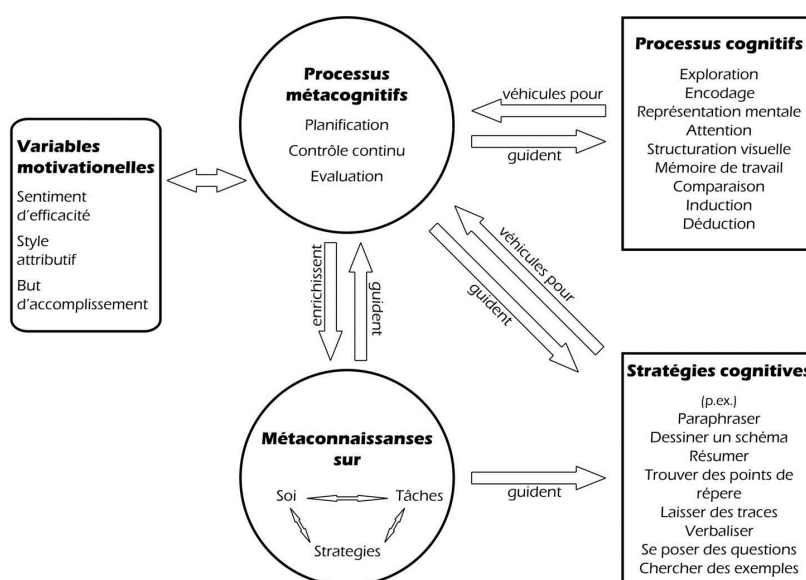 Processus
métacognitifs
Planification
Contrôle continu
Evaluation
véhicules pour
guident
Processus cognitifs
Exploration
Encodage
Représentation mentale
Attention
Structuration visuelle
Mémoire de travail
Comparaison
Induction
Déduction
Variables
motivationelles
Sentiment
d'efficacité
Style
attributif
But
d'accomplissement
enrichissent
guident
véhicules pour
guident
Métaconnaissanses
sur
Soi
Tâches
Strategies
guident
Stratégies cognitives
(p.ex.)
Paraphraser
Dessiner un schéma
Résumer
Trouver des points de
répere
Laisser des traces
Verbaliser
Se poser des questions
Chercher des exemples